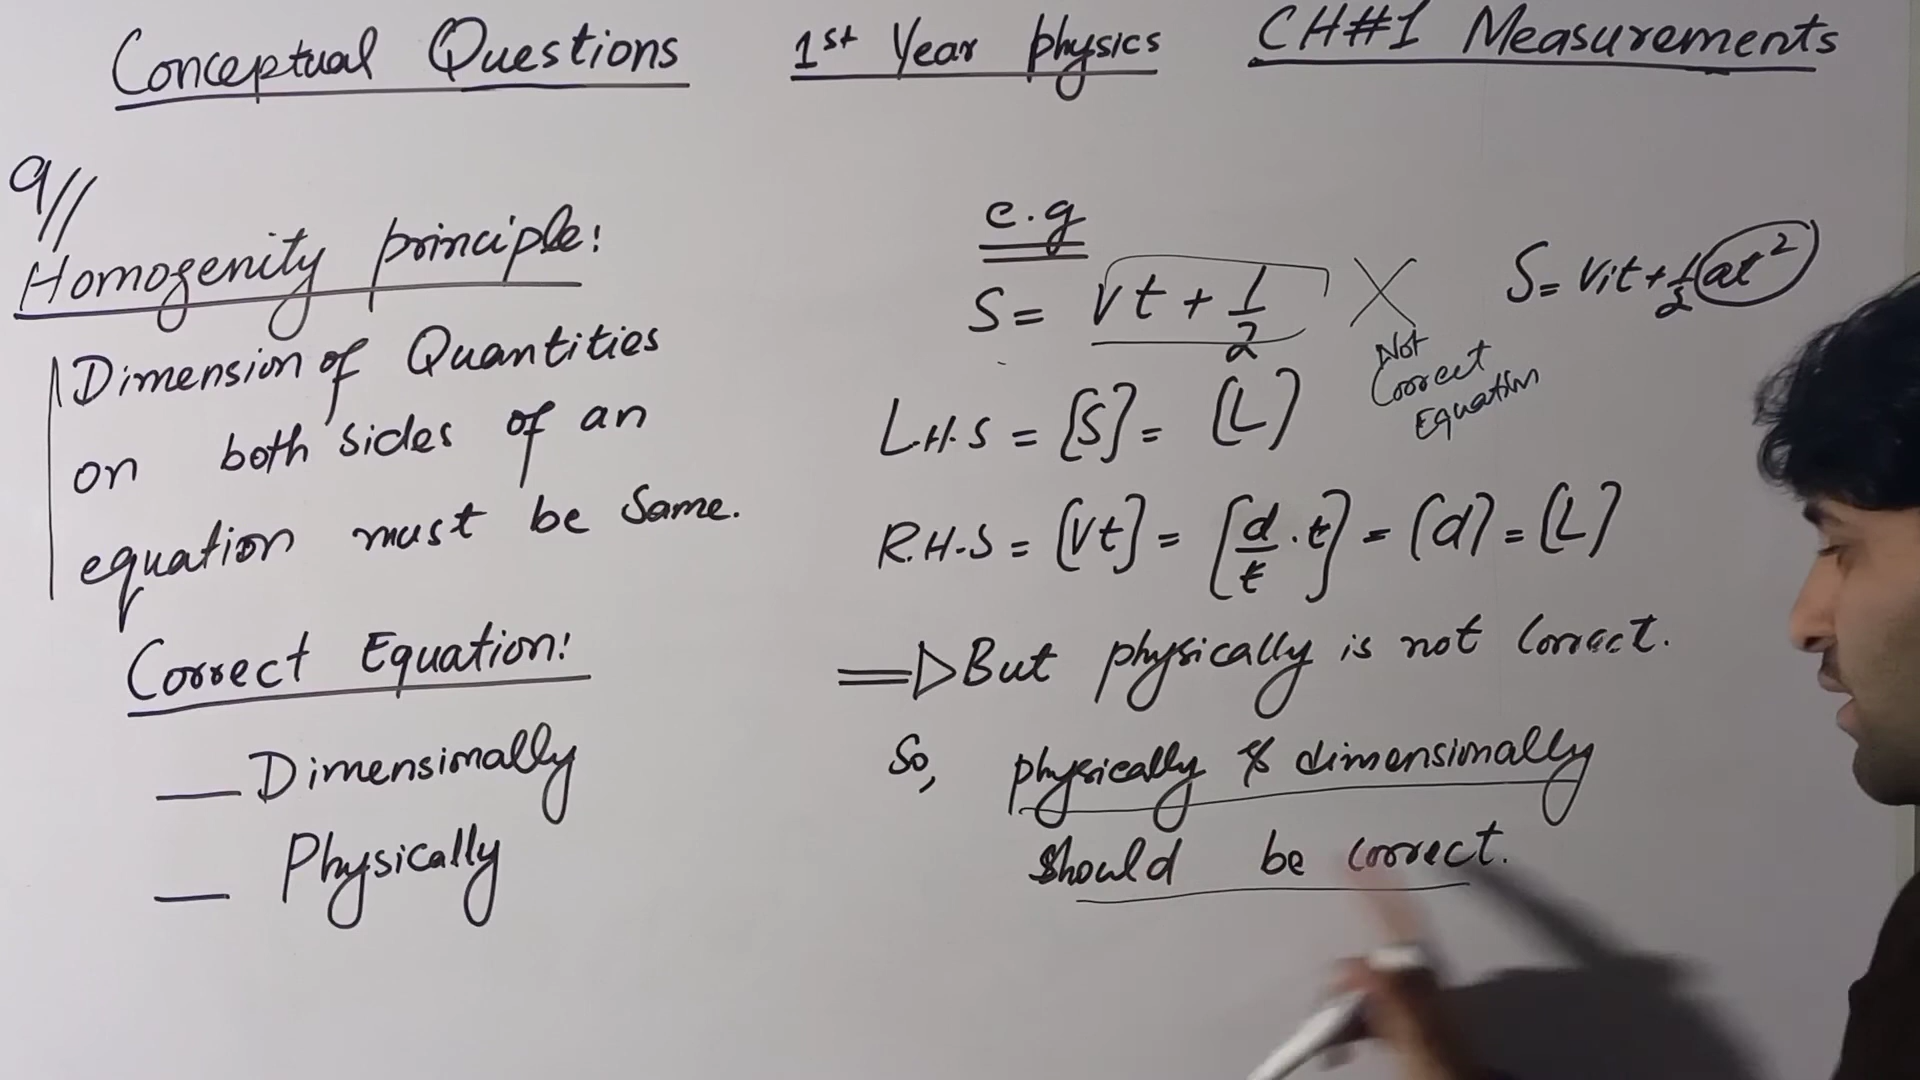 Conceptual Questions 1st Year physics CH#1 Measurements
9//
Homogenity principle:
Dimension of Quantities
on both sides of an
equation must be same.
Correct Equation:
— Dimensionally
— Physically
e.g
S = Vt + 1/2
Not
Correct
Equation
S = Vit + 1/2 at²
L.H.S = [S] = [L]
R.H.S = [Vt] = [d/t . t] = [d] = [L]
=> But physically is not correct.
So, physically & dimensionally
should be correct.